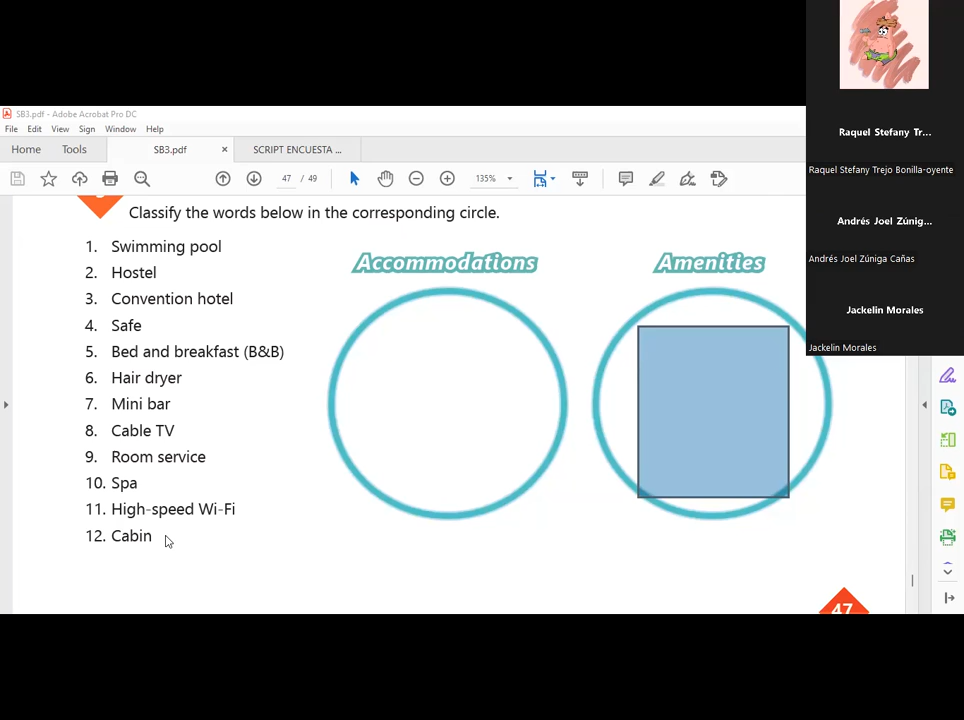 SB3.pdf - Adobe Acrobat Pro DC
File Edit View Sign Window Help
Home Tools SB3.pdf × SCRIPT ENCUESTA ...
47 / 49 135%
Classify the words below in the corresponding circle.
1. Swimming pool
2. Hostel
3. Convention hotel
4. Safe
5. Bed and breakfast (B&B)
6. Hair dryer
7. Mini bar
8. Cable TV
9. Room service
10. Spa
11. High-speed Wi-Fi
12. Cabin
Accommodations
Amenities
47
Raquel Stefany Tr...
Raquel Stefany Trejo Bonilla-oyente
Andrés Joel Zúnig...
Andrés Joel Zúniga Cañas
Jackelin Morales
Jackelin Morales